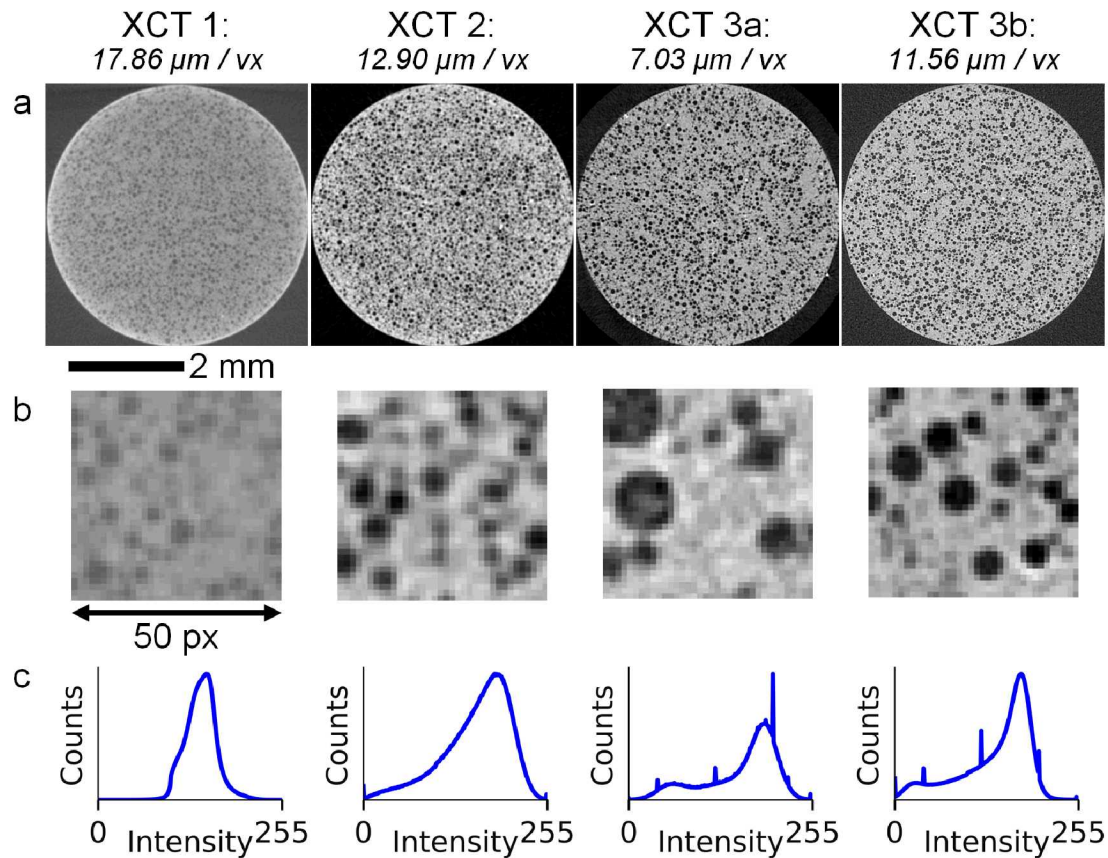 XCT 1: XCT 2: XCT 3a: XCT 3b:
17.86 µm / vx 12.90 µm / vx 7.03 µm / vx 11.56 µm / vx
a
2 mm
b
50 px
c
Counts Counts Counts Counts
0 Intensity 255 0 Intensity 255 0 Intensity 255 0 Intensity 255